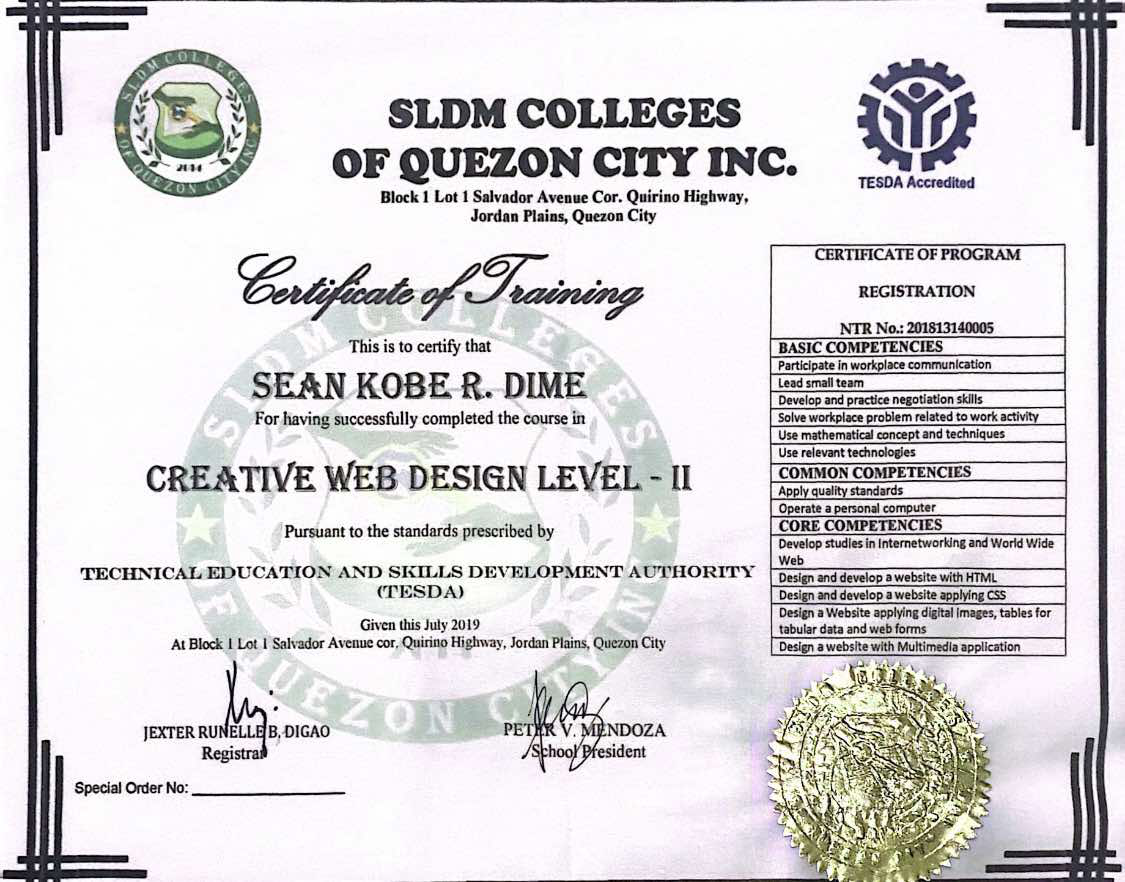 SLDM COLLEGES
OF QUEZON CITY INC.
2014
SLDM COLLEGES
OF QUEZON CITY INC.
Block 1 Lot 1 Salvador Avenue Cor. Quirino Highway,
Jordan Plains, Quezon City
TESDA Accredited
Certificate of Training
This is to certify that
SEAN KOBE R. DIME
For having successfully completed the course in
CREATIVE WEB DESIGN LEVEL - II
Pursuant to the standards prescribed by
TECHNICAL EDUCATION AND SKILLS DEVELOPMENT AUTHORITY
(TESDA)
Given this July 2019
At Block 1 Lot 1 Salvador Avenue cor. Quirino Highway, Jordan Plains, Quezon City
SLDM COLLEGES
OF QUEZON CITY INC
JEXTER RUNELLE B. DIGAO
Registrar
PETER V. MENDOZA
School President
Special Order No:
CERTIFICATE OF PROGRAM
REGISTRATION
NTR No.: 201813140005
BASIC COMPETENCIES
Participate in workplace communication
Lead small team
Develop and practice negotiation skills
Solve workplace problem related to work activity
Use mathematical concept and techniques
Use relevant technologies
COMMON COMPETENCIES
Apply quality standards
Operate a personal computer
CORE COMPETENCIES
Develop studies in Internetworking and World Wide
Web
Design and develop a website with HTML
Design and develop a website applying CSS
Design a Website applying digital images, tables for
tabular data and web forms
Design a website with Multimedia application